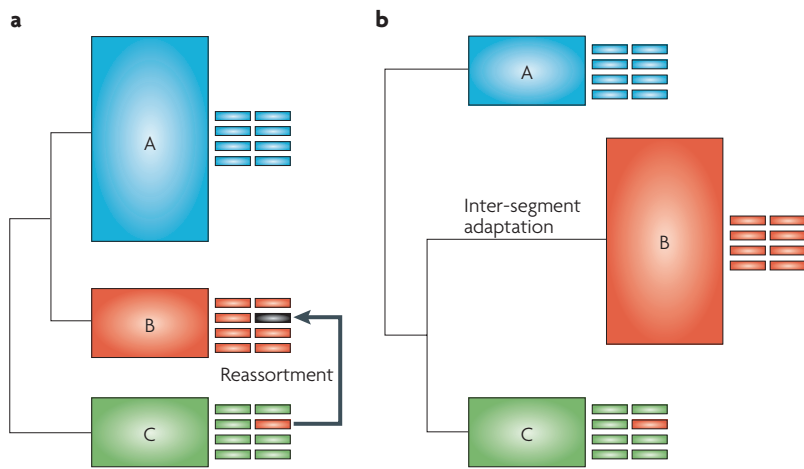 a
A
B
Reassortment
C
b
A
Inter-segment
adaptation
B
C